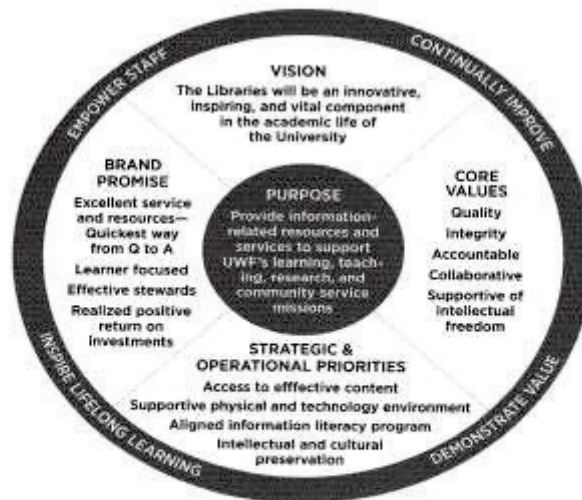 EMPOWER STAFF
CONTINUALLY IMPROVE
VISION
The Libraries will be an innovative,
inspiring, and vital component
in the academic life of
the University
BRAND
PROMISE
Excellent service
and resources—
Quickest way
from Q to A
Learner focused
Effective stewards
Realized positive
return on
investments
PURPOSE
Provide information-
related resources and
services to support
UWF's learning, teach-
ing, research, and
community service
missions
CORE
VALUES
Quality
Integrity
Accountable
Collaborative
Supportive of
intellectual
freedom
STRATEGIC &
OPERATIONAL PRIORITIES
Access to efffective content
Supportive physical and technology environment
Aligned information literacy program
Intellectual and cultural
preservation
INSPIRE LIFELONG LEARNING
DEMONSTRATE VALUE